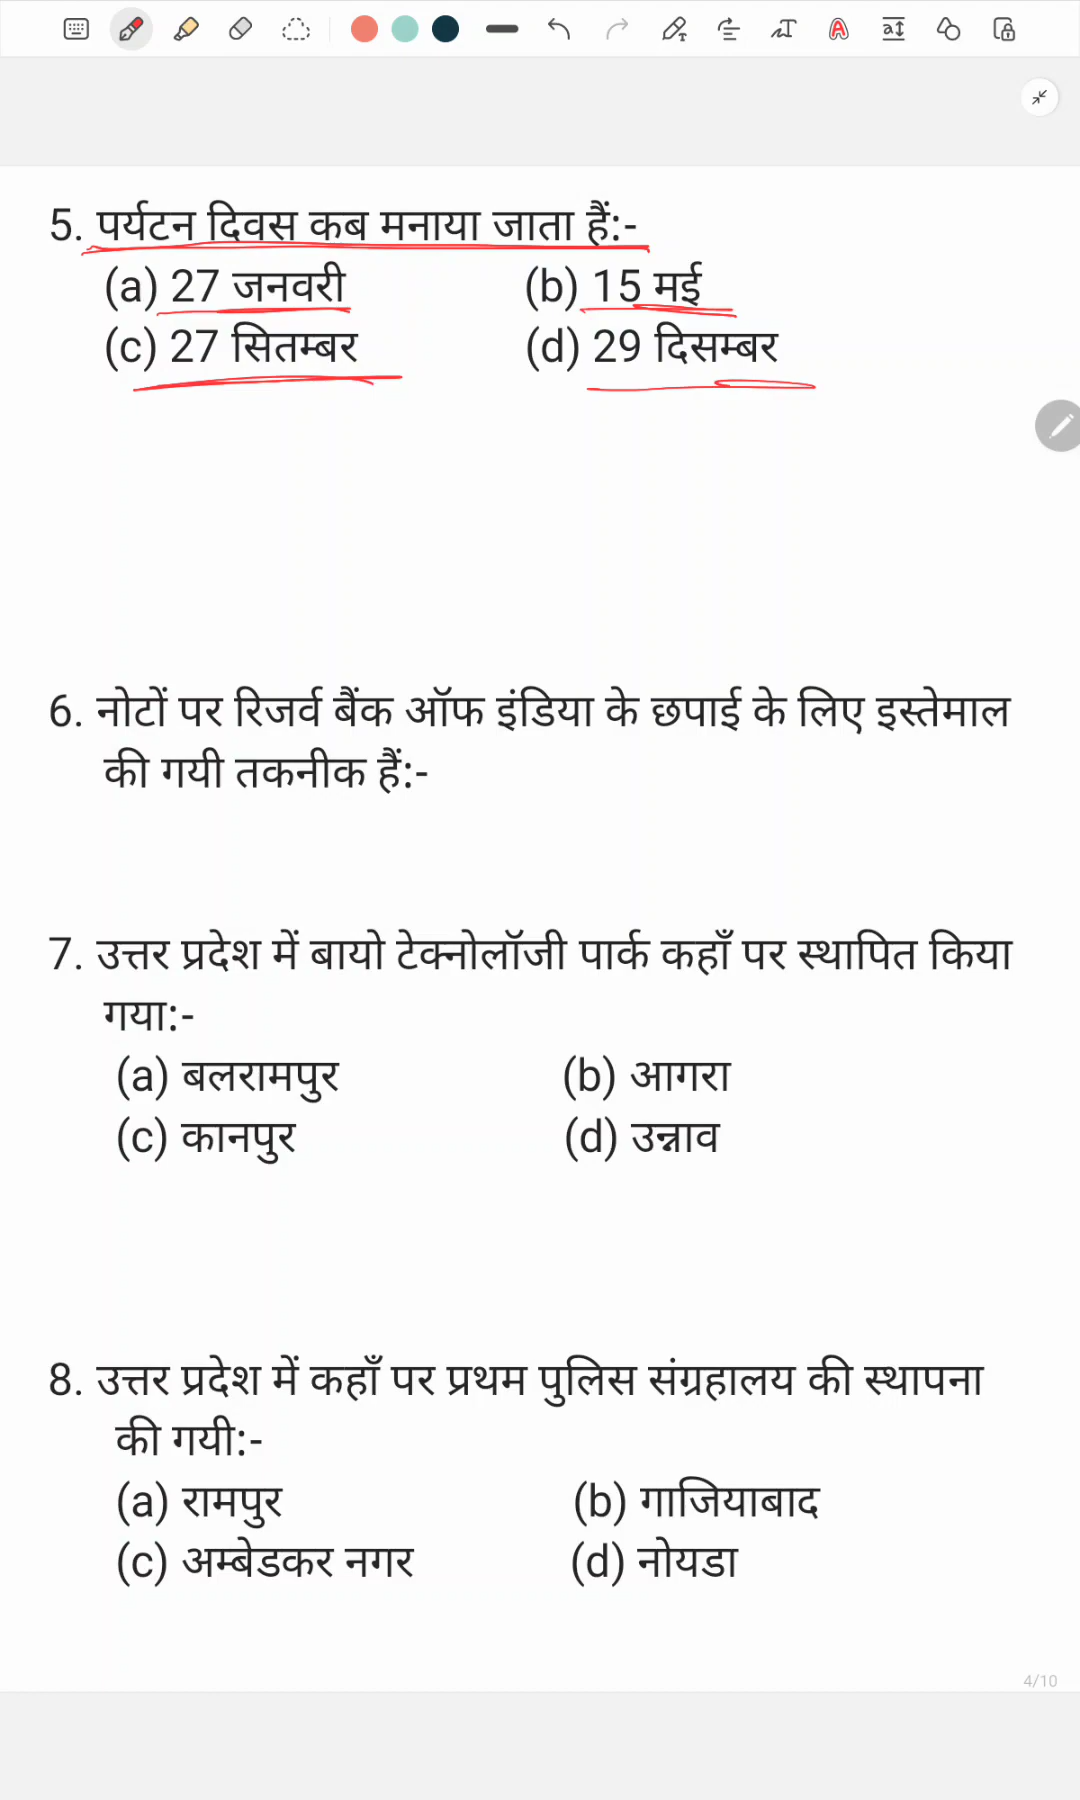 5. पर्यटन दिवस कब मनाया जाता हैं:-
(a) 27 जनवरी (b) 15 मई
(c) 27 सितम्बर (d) 29 दिसम्बर
6. नोटों पर रिजर्व बैंक ऑफ इंडिया के छपाई के लिए इस्तेमाल
की गयी तकनीक हैं:-
7. उत्तर प्रदेश में बायो टेक्नोलॉजी पार्क कहाँ पर स्थापित किया
गया:-
(a) बलरामपुर (b) आगरा
(c) कानपुर (d) उन्नाव
8. उत्तर प्रदेश में कहाँ पर प्रथम पुलिस संग्रहालय की स्थापना
की गयी:-
(a) रामपुर (b) गाजियाबाद
(c) अम्बेडकर नगर (d) नोयडा
4/10